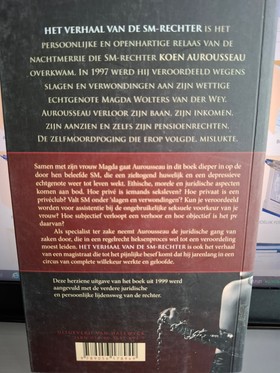 HET VERHAAL VAN DE SM-RECHTER IS HET
PERSOONLIJKE EN OPENHARTIGE RELAAS VAN DE
NACHTMERRIE DIE SM-RECHTER KOEN AUROUSSEAU
OVERKWAM. IN 1997 WERD HIJ VEROORDEELD WEGENS
SLAGEN EN VERWONDINGEN AAN ZIJN WETTIGE
ECHTGENOTE MAGDA WOLTERS VAN DER WEY.
AUROUSSEAU VERLOOR ZIJN BAAN, ZIJN INKOMEN,
ZIJN AANZIEN EN ZELFS ZIJN PENSIOENRECHTEN.
DE ZELFMOORDPOGING DIE EROP VOLGDE, MISLUKTE.
Samen met zijn vrouw Magda gaat Aurousseau in dit boek dieper in op de
door hen beleefde SM, die een zieltogend huwelijk en een depressieve
echtgenote weer tot leven wekt. Ethische, morele en juridische aspecten
komen aan bod. Hoe privé is iemands seksleven? Hoe privaat is een
privéclub? Valt SM onder 'slagen en verwondingen'? Kun je veroordeeld
worden voor assistentie bij de ongebruikelijke seksuele voorkeur van je
? Hoe subjectief verloopt een verhoor en hoe objectief is het
daarvan?
Als specialist ter zake neemt Aurousseau de juridische gang van
zaken door, die in een regelrecht heksenproces wel tot een veroordeling
moest leiden. HET VERHAAL VAN DE SM-RECHTER is ook het verhaal
van een magistraat die tot het pijnlijke besef komt dat hij jarenlang in een
circus van complete willekeur werkte en geloofde.
Deze herziene uitgave van het boek uit 1999 werd
aangevuld met de verdere juridische
en persoonlijke lijdensweg van de rechter.